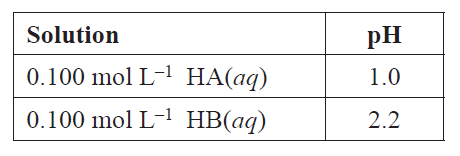 Solution pH
0.100 mol L⁻¹ HA(aq) 1.0
0.100 mol L⁻¹ HB(aq) 2.2